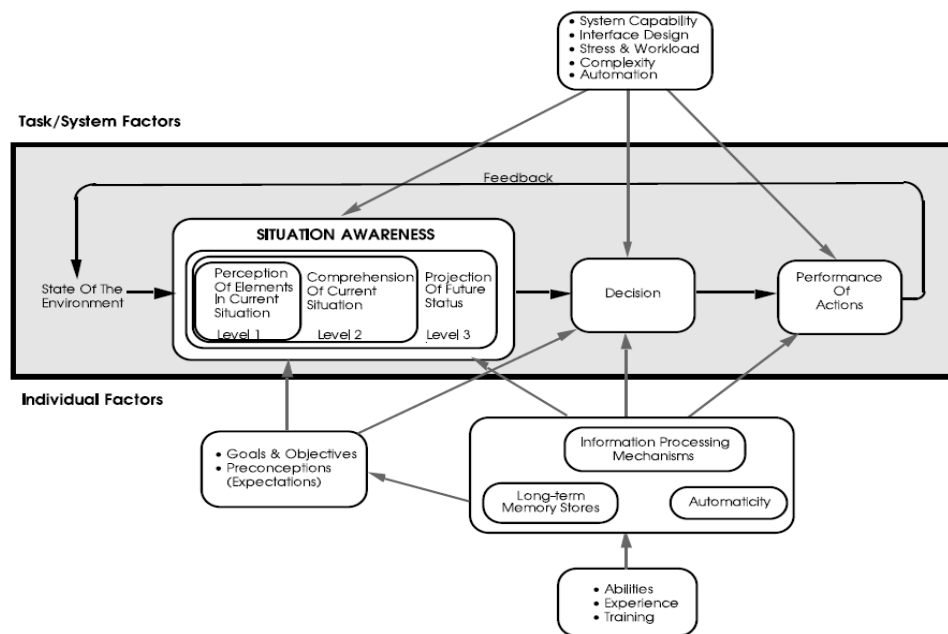 • System Capability
• Interface Design
• Stress & Workload
• Complexity
• Automation
Task/System Factors
Feedback
SITUATION AWARENESS
Perception
Of Elements
In Current
Situation
Level 1
Comprehension
Of Current
Situation
Level 2
Projection
Of Future
Status
Level 3
State Of The
Environment
Decision
Performance
Of
Actions
Individual Factors
• Goals & Objectives
• Preconceptions
(Expectations)
Information Processing
Mechanisms
Long-term
Memory Stores
Automaticity
• Abilities
• Experience
• Training